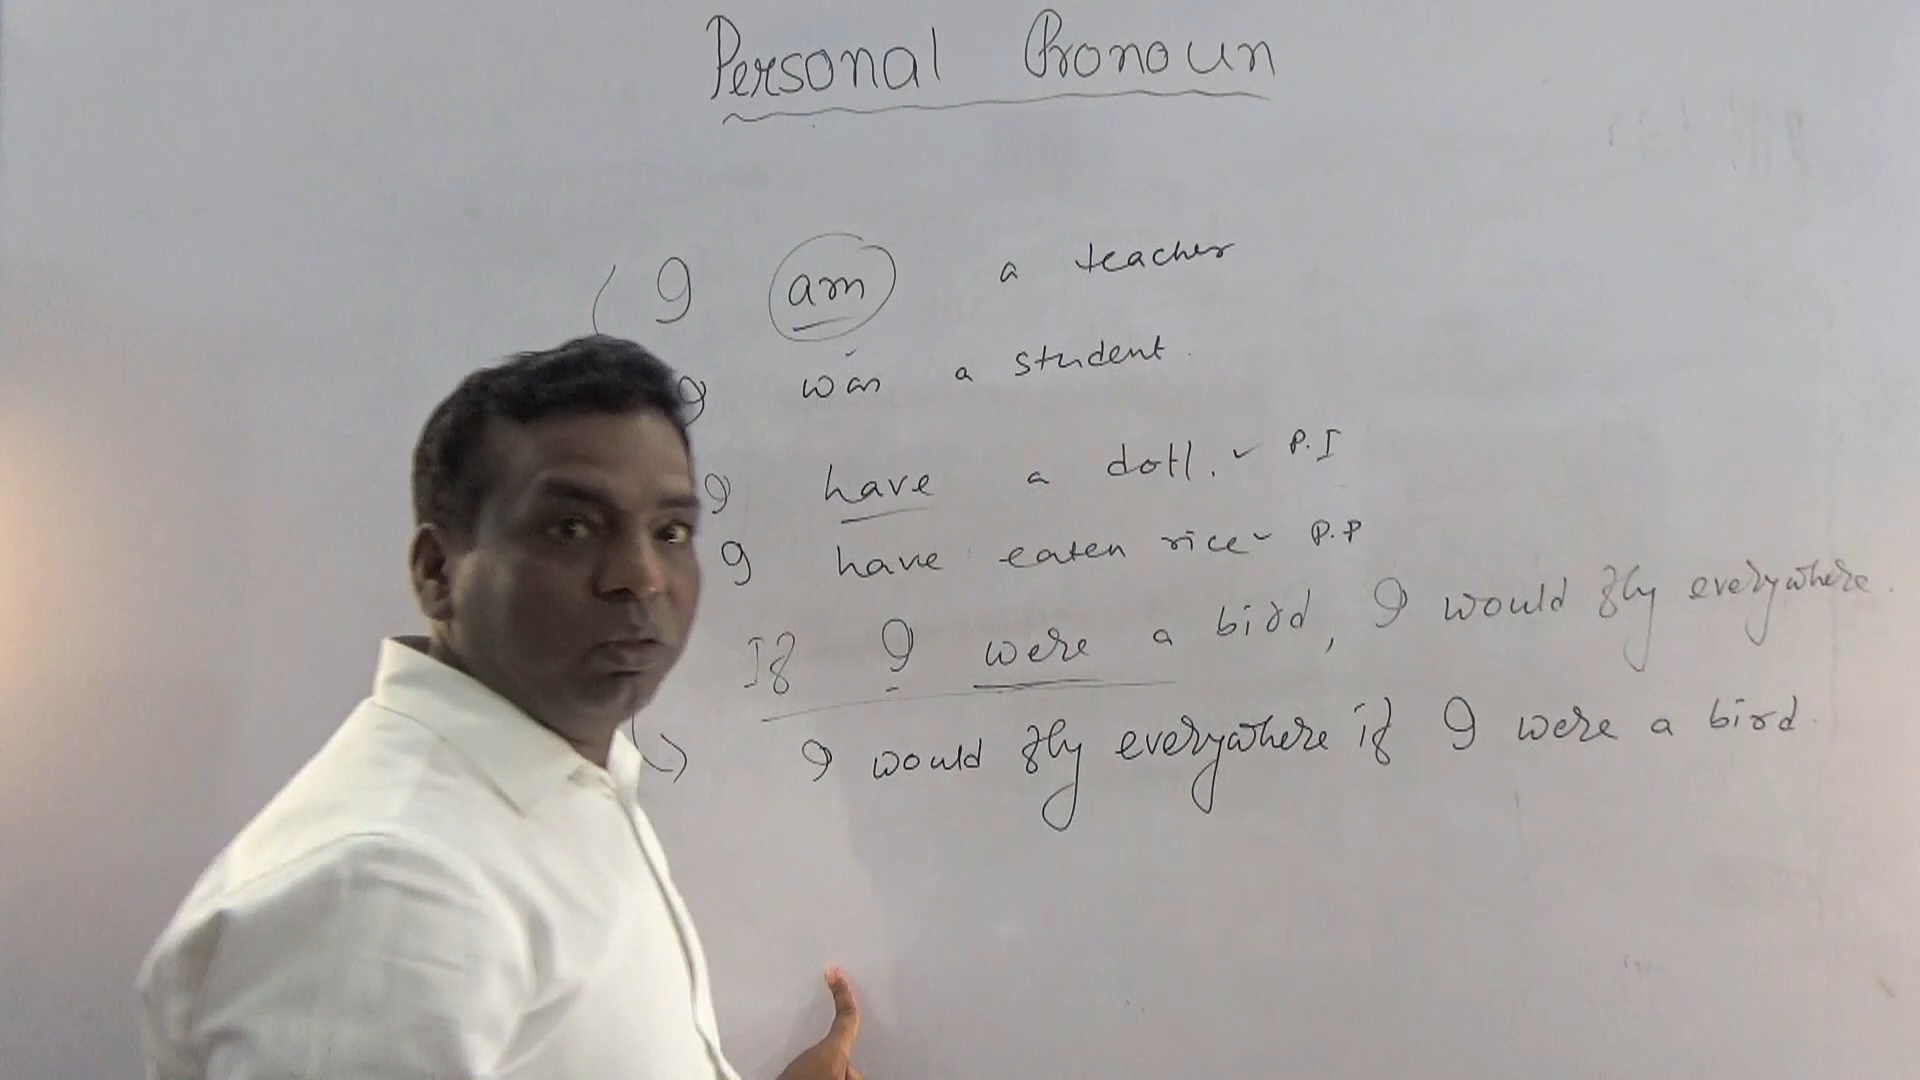 Personal Pronoun
I am a teacher
I was a student.
I have a doll. P.I
I have eaten rice P.P
If I were a bird, I would fly everywhere.
I would fly everywhere if I were a bird.